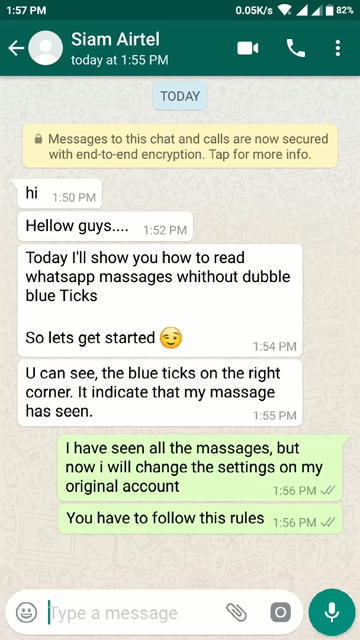 1:57 PM 0.05K/s 82%
Siam Airtel
today at 1:55 PM
TODAY
Messages to this chat and calls are now secured
with end-to-end encryption. Tap for more info.
hi 1:50 PM
Hellow guys.... 1:52 PM
Today I'll show you how to read
whatsapp massages whithout dubble
blue Ticks
So lets get started 😉
1:54 PM
U can see, the blue ticks on the right
corner. It indicate that my massage
has seen. 1:55 PM
I have seen all the massages, but
now i will change the settings on my
original account 1:56 PM
You have to follow this rules 1:56 PM
Type a message